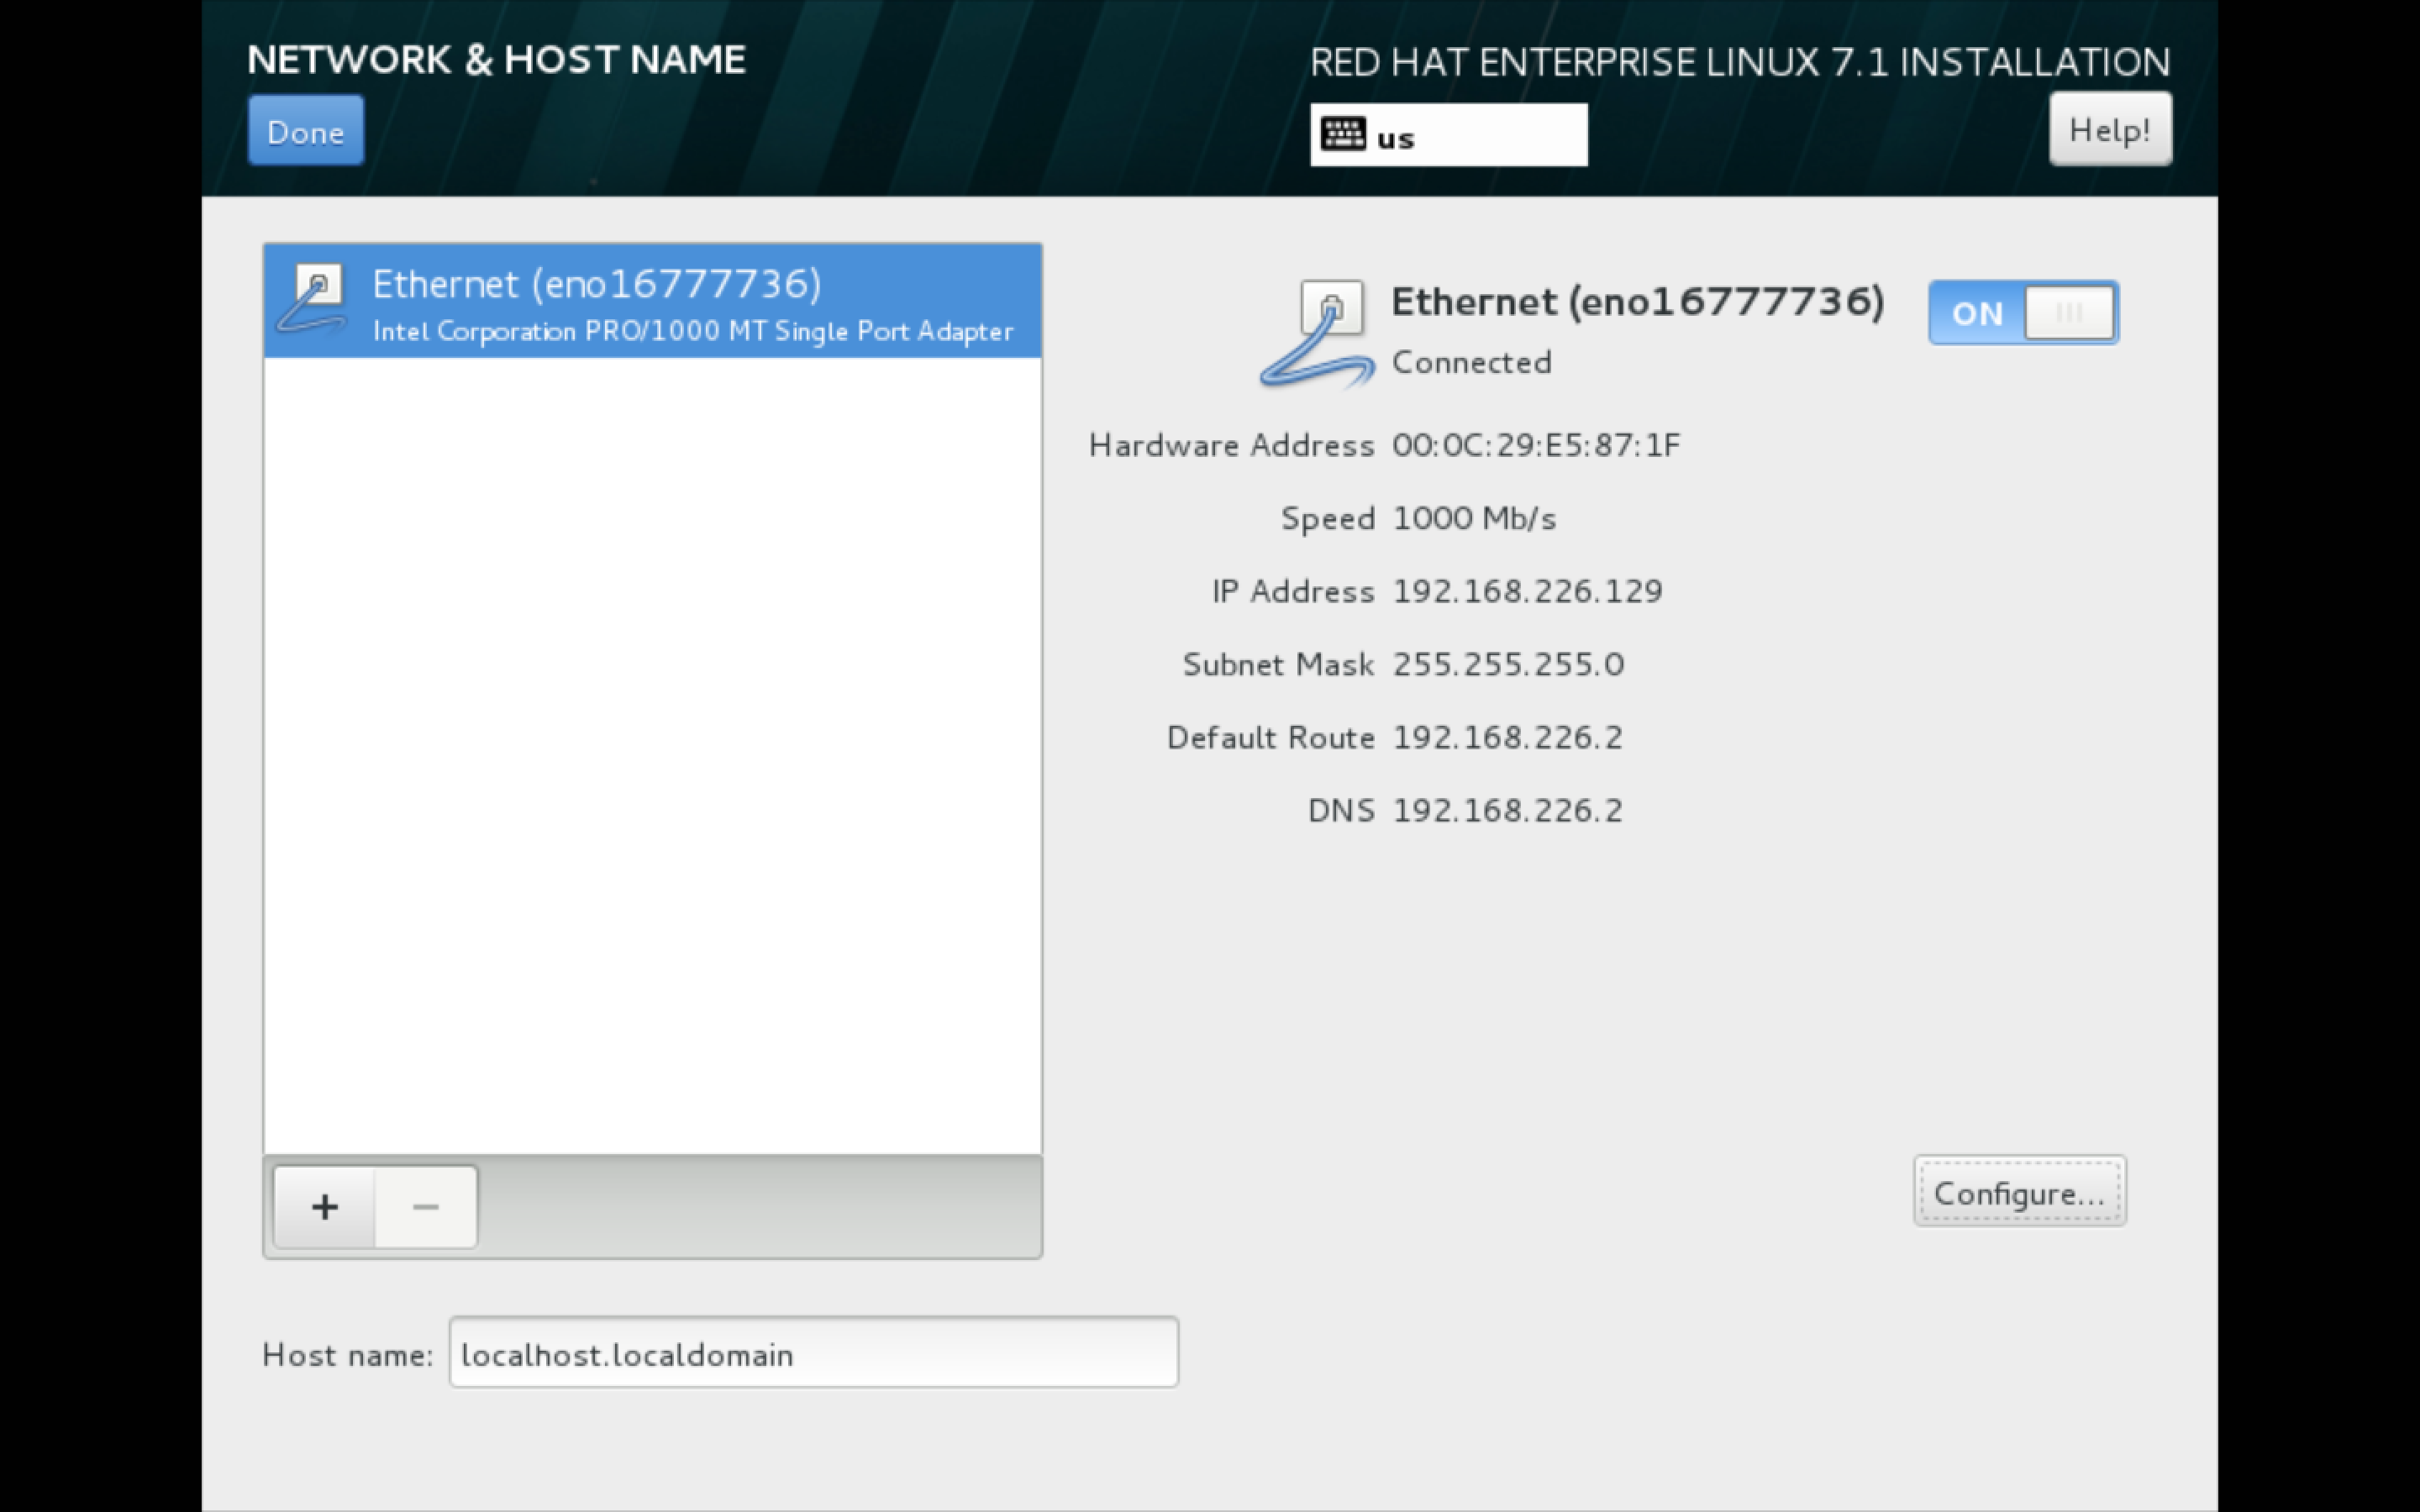 NETWORK & HOST NAME
RED HAT ENTERPRISE LINUX 7.1 INSTALLATION
Done
us
Help!
Ethernet (eno16777736)
Intel Corporation PRO/1000 MT Single Port Adapter
Ethernet (eno16777736)
ON
Connected
Hardware Address 00:0C:29:E5:87:1F
Speed 1000 Mb/s
IP Address 192.168.226.129
Subnet Mask 255.255.255.0
Default Route 192.168.226.2
DNS 192.168.226.2
+ −
Configure...
Host name: localhost.localdomain